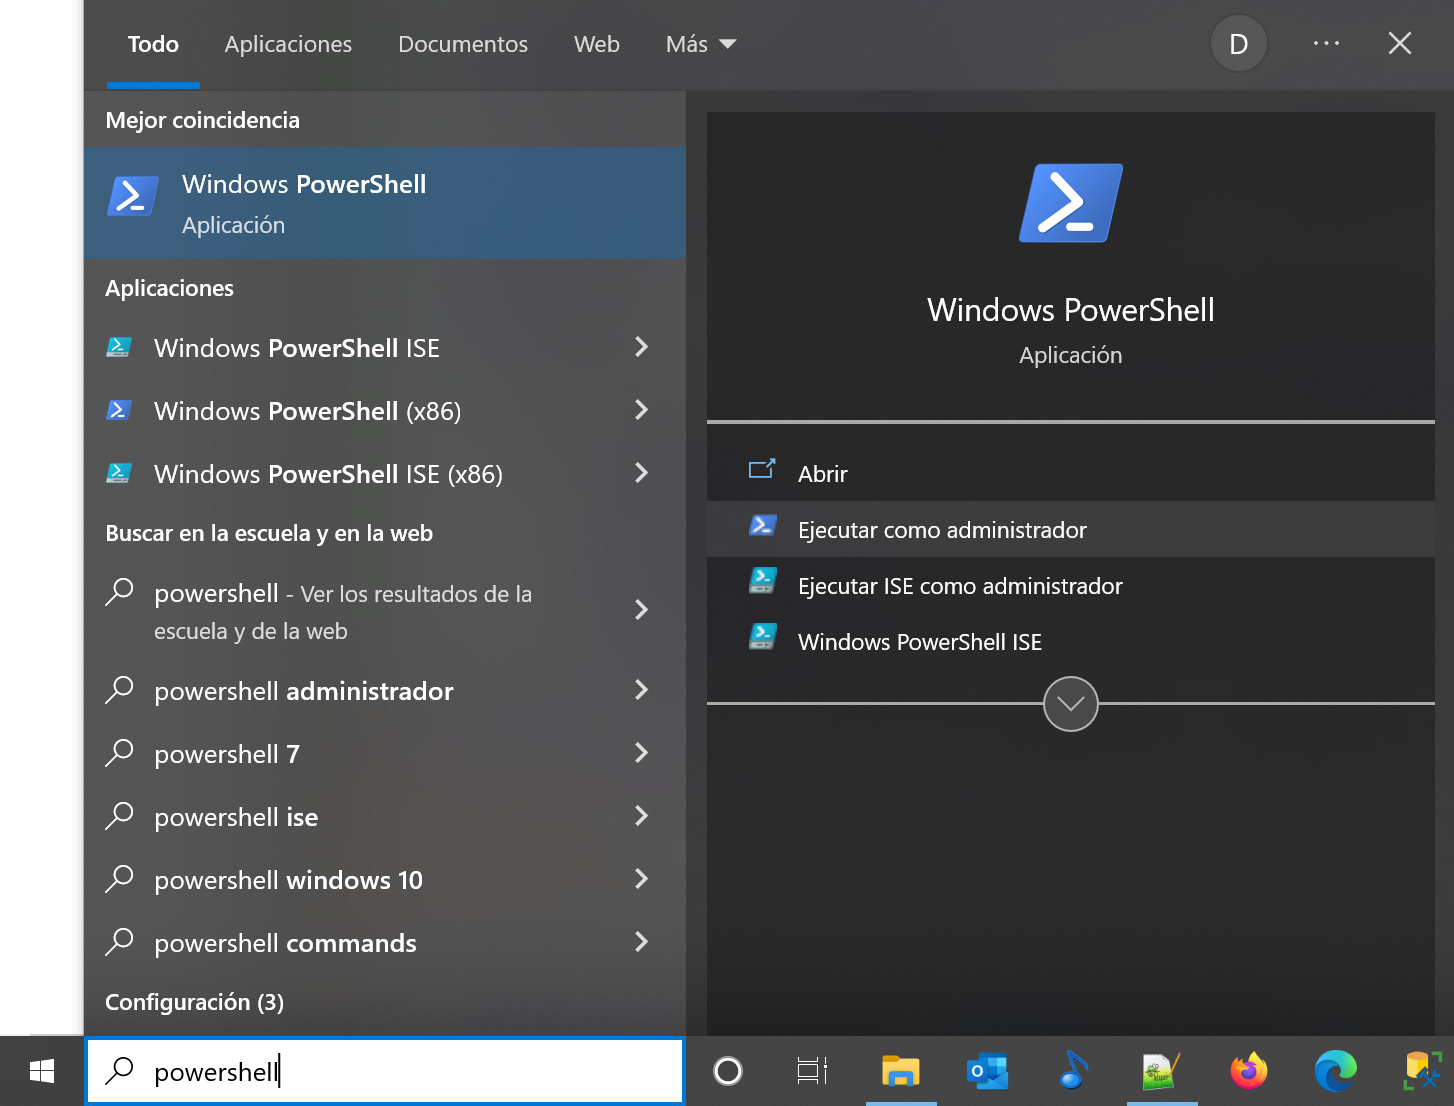 Todo Aplicaciones Documentos Web Más D
Mejor coincidencia
Windows PowerShell
Aplicación
Aplicaciones
Windows PowerShell ISE
Windows PowerShell (x86)
Windows PowerShell ISE (x86)
Buscar en la escuela y en la web
powershell - Ver los resultados de la
escuela y de la web
powershell administrador
powershell 7
powershell ise
powershell windows 10
powershell commands
Configuración (3)
powershell
Windows PowerShell
Aplicación
Abrir
Ejecutar como administrador
Ejecutar ISE como administrador
Windows PowerShell ISE